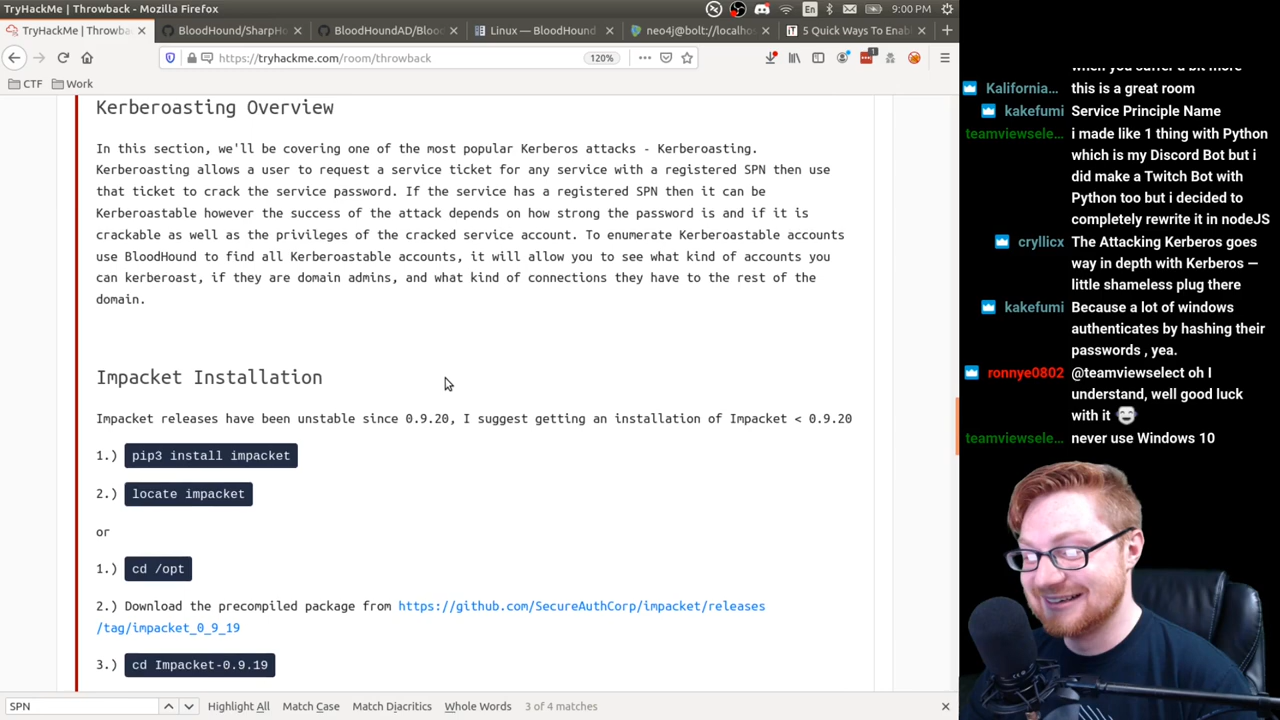 TryHackMe | Throwback - Mozilla Firefox
En
9:00 PM
TryHackMe | Throwba
BloodHound/SharpHo
BloodHoundAD/Blood
Linux — BloodHound
neo4j@bolt://localho
5 Quick Ways To Enabl
https://tryhackme.com/room/throwback
120%
1
CTF
Work
Kerberoasting Overview
In this section, we'll be covering one of the most popular Kerberos attacks - Kerberoasting.
Kerberoasting allows a user to request a service ticket for any service with a registered SPN then use
that ticket to crack the service password. If the service has a registered SPN then it can be
Kerberoastable however the success of the attack depends on how strong the password is and if it is
crackable as well as the privileges of the cracked service account. To enumerate Kerberoastable accounts
use BloodHound to find all Kerberoastable accounts, it will allow you to see what kind of accounts you
can kerberoast, if they are domain admins, and what kind of connections they have to the rest of the
domain.
Impacket Installation
Impacket releases have been unstable since 0.9.20, I suggest getting an installation of Impacket < 0.9.20
1.) pip3 install impacket
2.) locate impacket
or
1.) cd /opt
2.) Download the precompiled package from https://github.com/SecureAuthCorp/impacket/releases
/tag/impacket_0_9_19
3.) cd Impacket-0.9.19
SPN
Highlight All
Match Case
Match Diacritics
Whole Words
3 of 4 matches
when you suffer a bit more
Kalifornia… this is a great room
kakefumi Service Principle Name
teamviewsele… i made like 1 thing with Python
which is my Discord Bot but i
did make a Twitch Bot with
Python too but i decided to
completely rewrite it in nodeJS
cryllicx The Attacking Kerberos goes
way in depth with Kerberos —
little shameless plug there
kakefumi Because a lot of windows
authenticates by hashing their
passwords , yea.
ronnye0802 @teamviewselect oh I
understand, well good luck
with it
teamviewsele… never use Windows 10